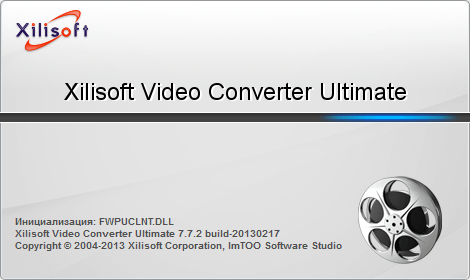 Xilisoft
Xilisoft Video Converter Ultimate
Инициализация: FWPUCLNT.DLL
Xilisoft Video Converter Ultimate 7.7.2 build-20130217
Copyright © 2004-2013 Xilisoft Corporation, ImTOO Software Studio